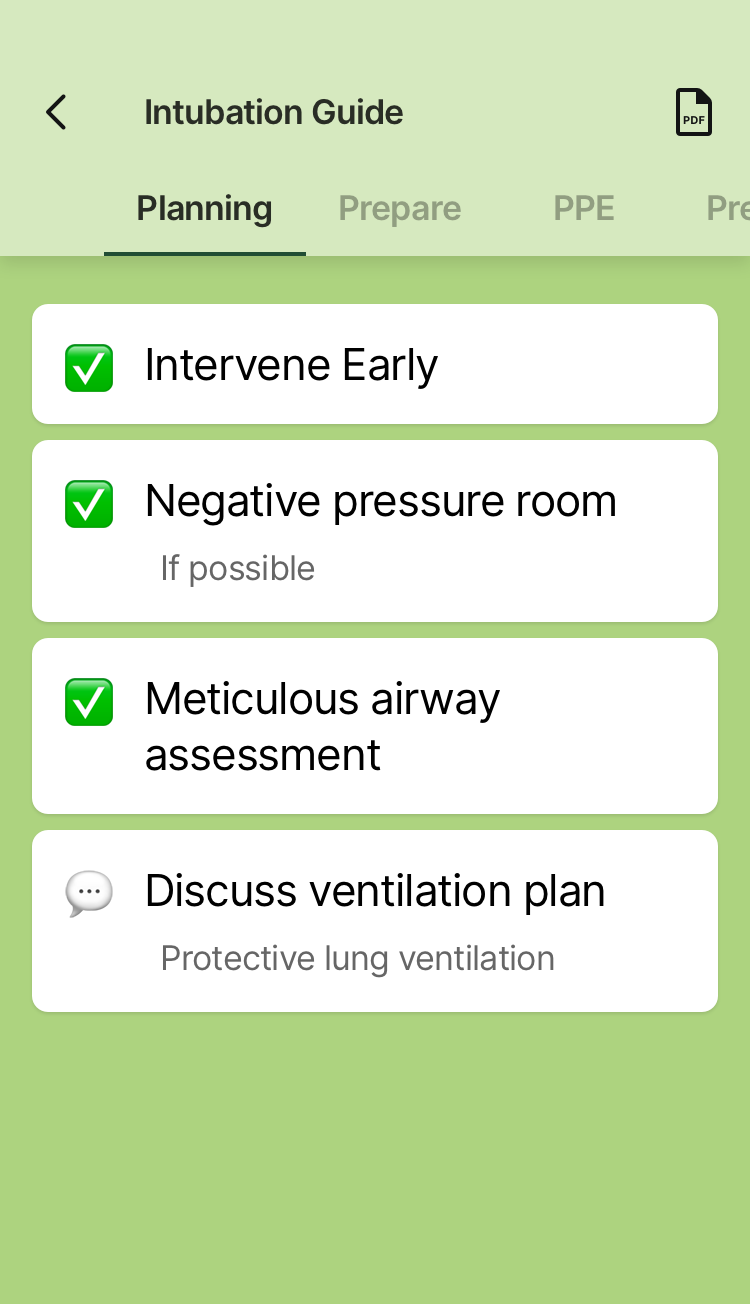 Intubation Guide
PDF
Planning Prepare PPE Pre
Intervene Early
Negative pressure room
If possible
Meticulous airway
assessment
Discuss ventilation plan
Protective lung ventilation